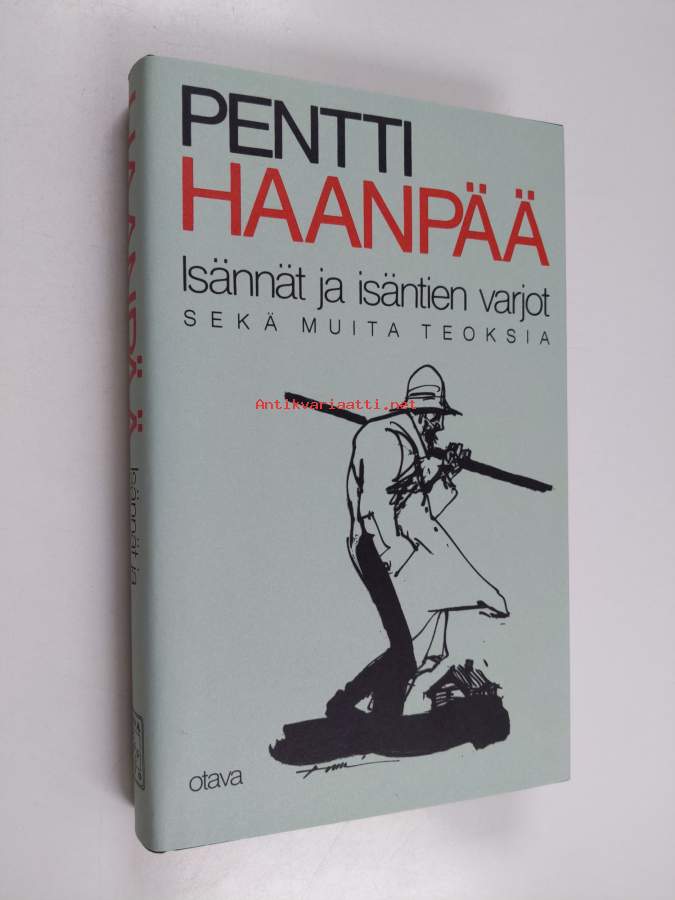 PENTTI
HAANPÄÄ
Isännät ja isäntien varjot
SEKÄ MUITA TEOKSIA
Antikvariaatti.net
otava
HAANPÄÄ
Isännät ja